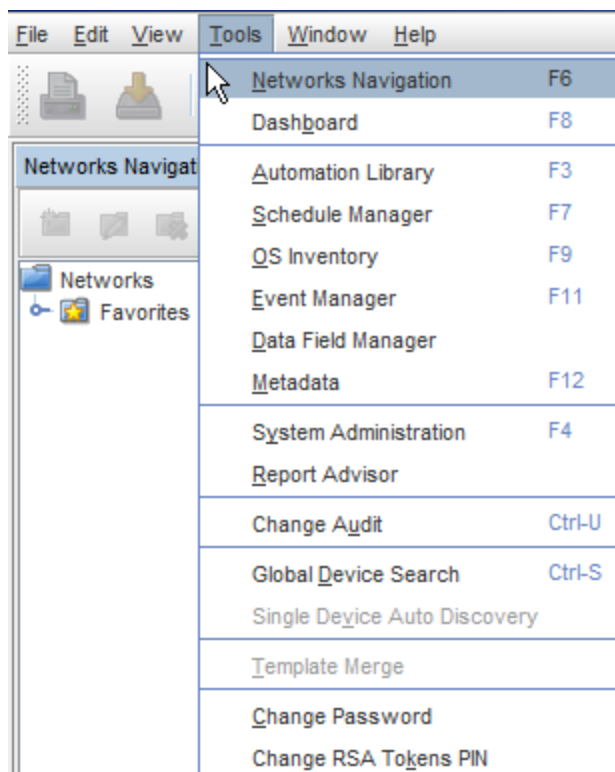 File Edit View Tools Window Help
Networks Navigation F6
Dashboard F8
Networks Navigat
Automation Library F3
Schedule Manager F7
OS Inventory F9
Networks
Event Manager F11
Favorites
Data Field Manager
Metadata F12
System Administration F4
Report Advisor
Change Audit Ctrl-U
Global Device Search Ctrl-S
Single Device Auto Discovery
Template Merge
Change Password
Change RSA Tokens PIN